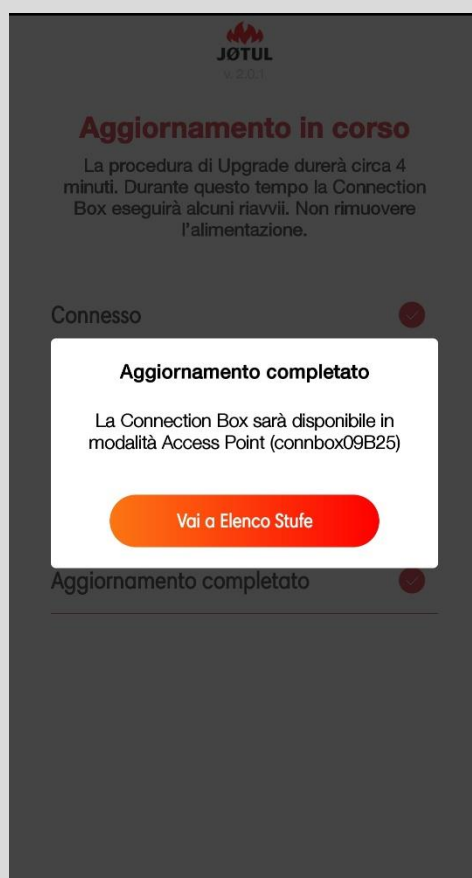 JØTUL
v. 2.0.1
Aggiornamento in corso
La procedura di Upgrade durerà circa 4
minuti. Durante questo tempo la Connection
Box eseguirà alcuni riavvii. Non rimuovere
l'alimentazione.
Connesso
Aggiornamento completato
La Connection Box sarà disponibile in
modalità Access Point (connbox09B25)
Vai a Elenco Stufe
Aggiornamento completato